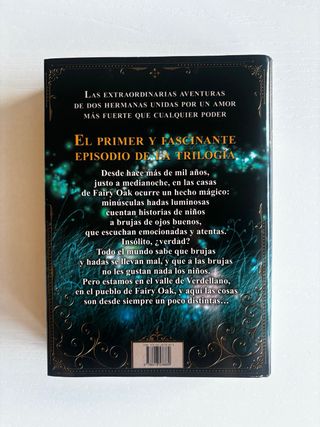 LAS EXTRAORDINARIAS AVENTURAS
DE DOS HERMANAS UNIDAS POR UN AMOR
MÁS FUERTE QUE CUALQUIER PODER
EL PRIMER Y FASCINANTE
EPISODIO DE LA TRILOGÍA
Desde hace más de mil años,
justo a medianoche, en las casas
de Fairy Oak ocurre un hecho mágico:
minúsculas hadas luminosas
cuentan historias de niños
a brujas de ojos buenos,
que escuchan emocionadas y atentas.
Insólito, ¿verdad?
Todo el mundo sabe que brujas
y hadas se llevan mal, y que a las brujas
no les gustan nada los niños.
Pero estamos en el valle de Verdellano,
en el pueblo de Fairy Oak, y aquí las cosas
son desde siempre un poco distintas…